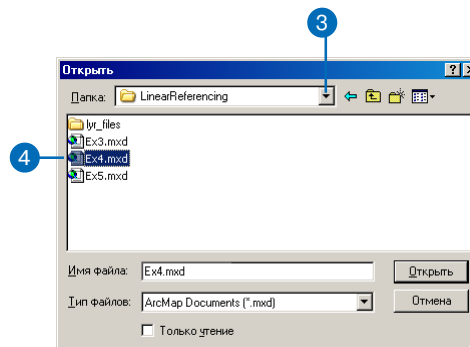 3
Открыть
Папка: LinearReferencing
lyr_files
Ex3.mxd
4
Ex4.mxd
Ex5.mxd
Имя файла: Ex4.mxd Открыть
Тип файлов: ArcMap Documents (*.mxd) Отмена
Только чтение